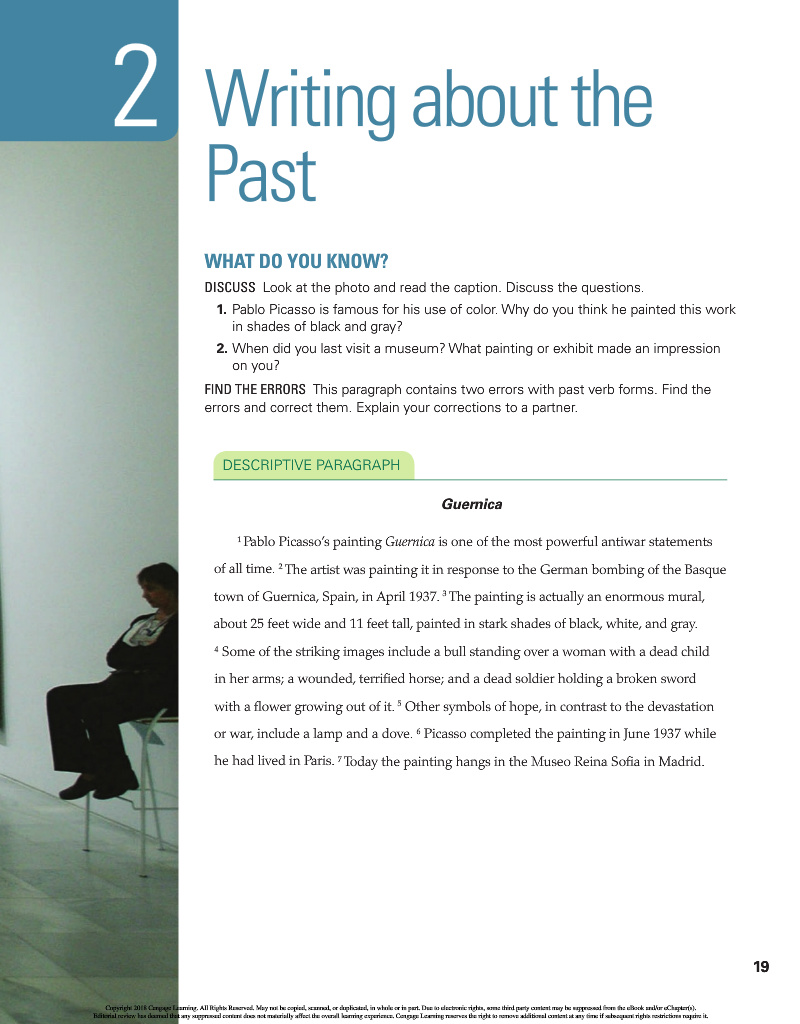 2
Writing about the
Past
WHAT DO YOU KNOW?
DISCUSS Look at the photo and read the caption. Discuss the questions.
1. Pablo Picasso is famous for his use of color. Why do you think he painted this work
in shades of black and gray?
2. When did you last visit a museum? What painting or exhibit made an impression
on you?
FIND THE ERRORS This paragraph contains two errors with past verb forms. Find the
errors and correct them. Explain your corrections to a partner.
DESCRIPTIVE PARAGRAPH
Guernica
¹ Pablo Picasso’s painting Guernica is one of the most powerful antiwar statements
of all time. ² The artist was painting it in response to the German bombing of the Basque
town of Guernica, Spain, in April 1937. ³ The painting is actually an enormous mural,
about 25 feet wide and 11 feet tall, painted in stark shades of black, white, and gray.
⁴ Some of the striking images include a bull standing over a woman with a dead child
in her arms; a wounded, terrified horse; and a dead soldier holding a broken sword
with a flower growing out of it. ⁵ Other symbols of hope, in contrast to the devastation
or war, include a lamp and a dove. ⁶ Picasso completed the painting in June 1937 while
he had lived in Paris. ⁷ Today the painting hangs in the Museo Reina Sofia in Madrid.
19
Copyright 2018 Cengage Learning. All Rights Reserved. May not be copied, scanned, or duplicated, in whole or in part. Due to electronic rights, some third party content may be suppressed from the eBook and/or eChapter(s).
Editorial review has deemed that any suppressed content does not materially affect the overall learning experience. Cengage Learning reserves the right to remove additional content at any time if subsequent rights restrictions require it.